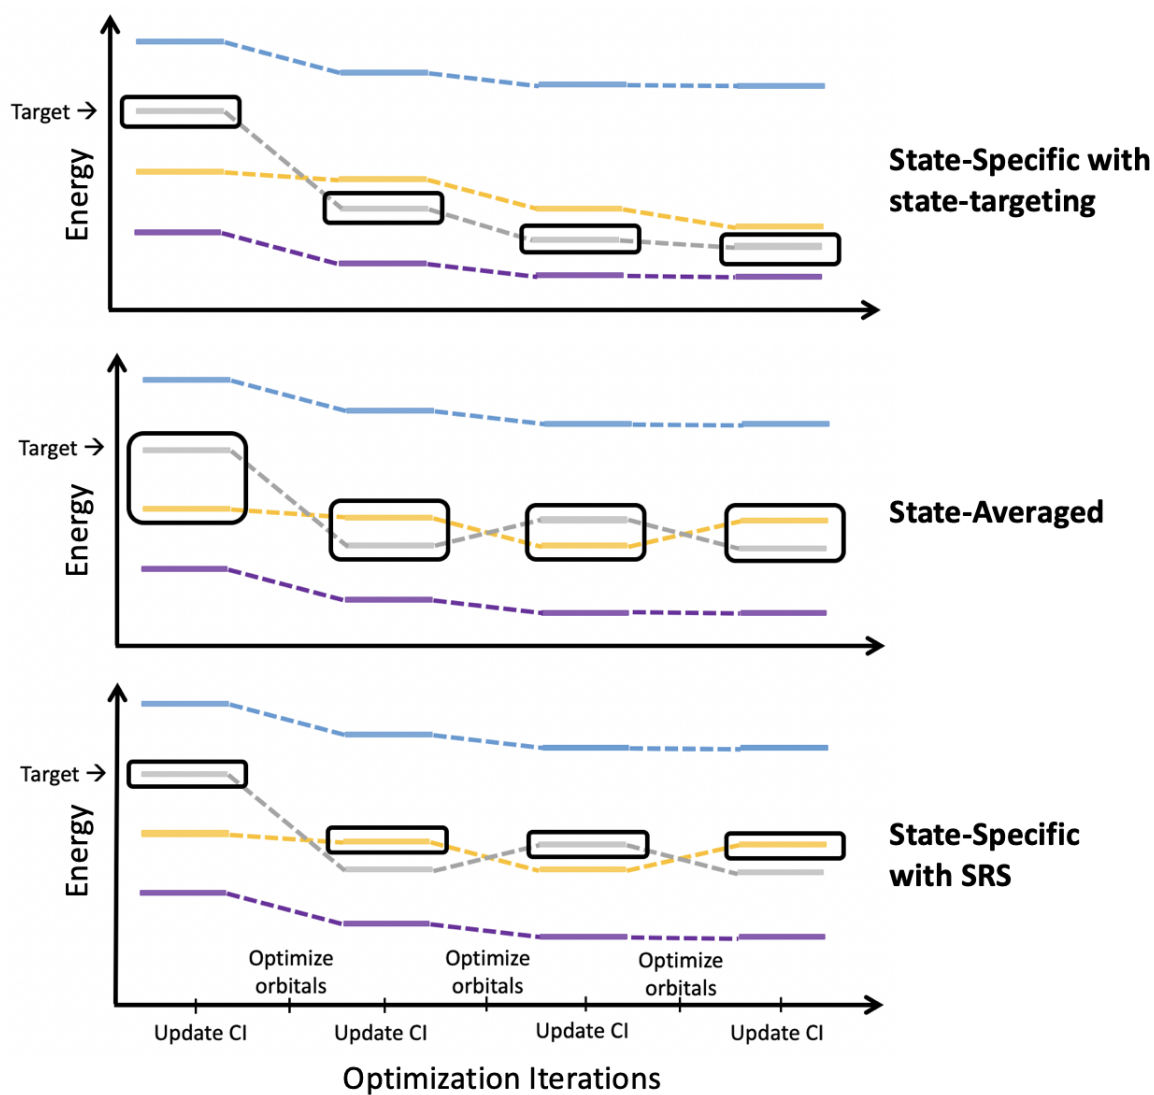 Target →
Energy
State-Specific with
state-targeting
Target →
Energy
State-Averaged
Target →
Energy
State-Specific
with SRS
Optimize
orbitals
Optimize
orbitals
Optimize
orbitals
Update CI
Update CI
Update CI
Update CI
Optimization Iterations